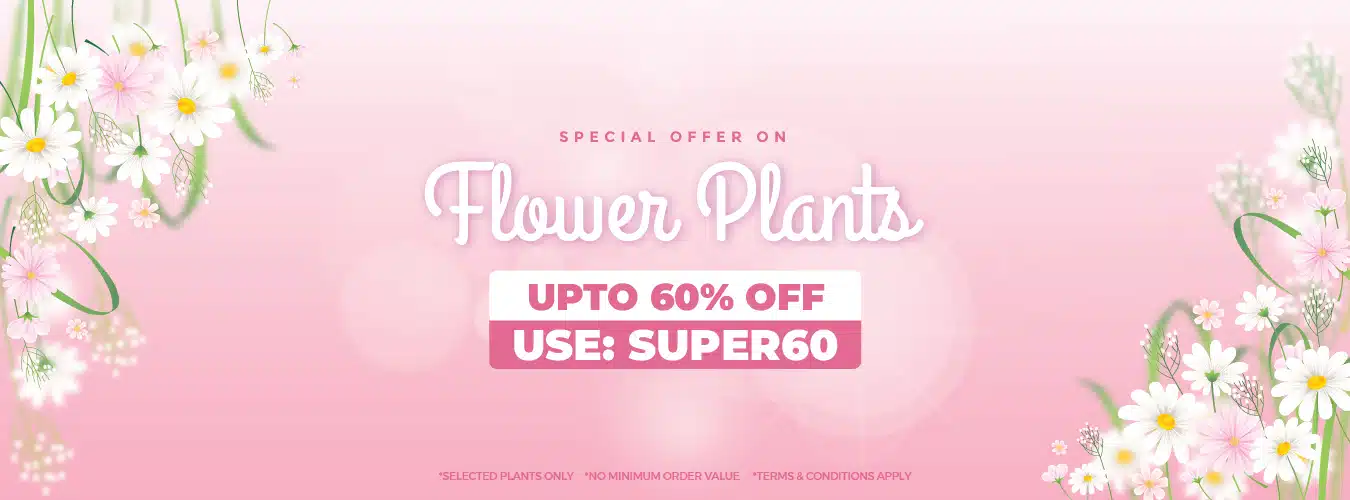 SPECIAL OFFER ON
Flower Plants
UPTO 60% OFF
USE: SUPER60
*SELECTED PLANTS ONLY *NO MINIMUM ORDER VALUE *TERMS & CONDITIONS APPLY